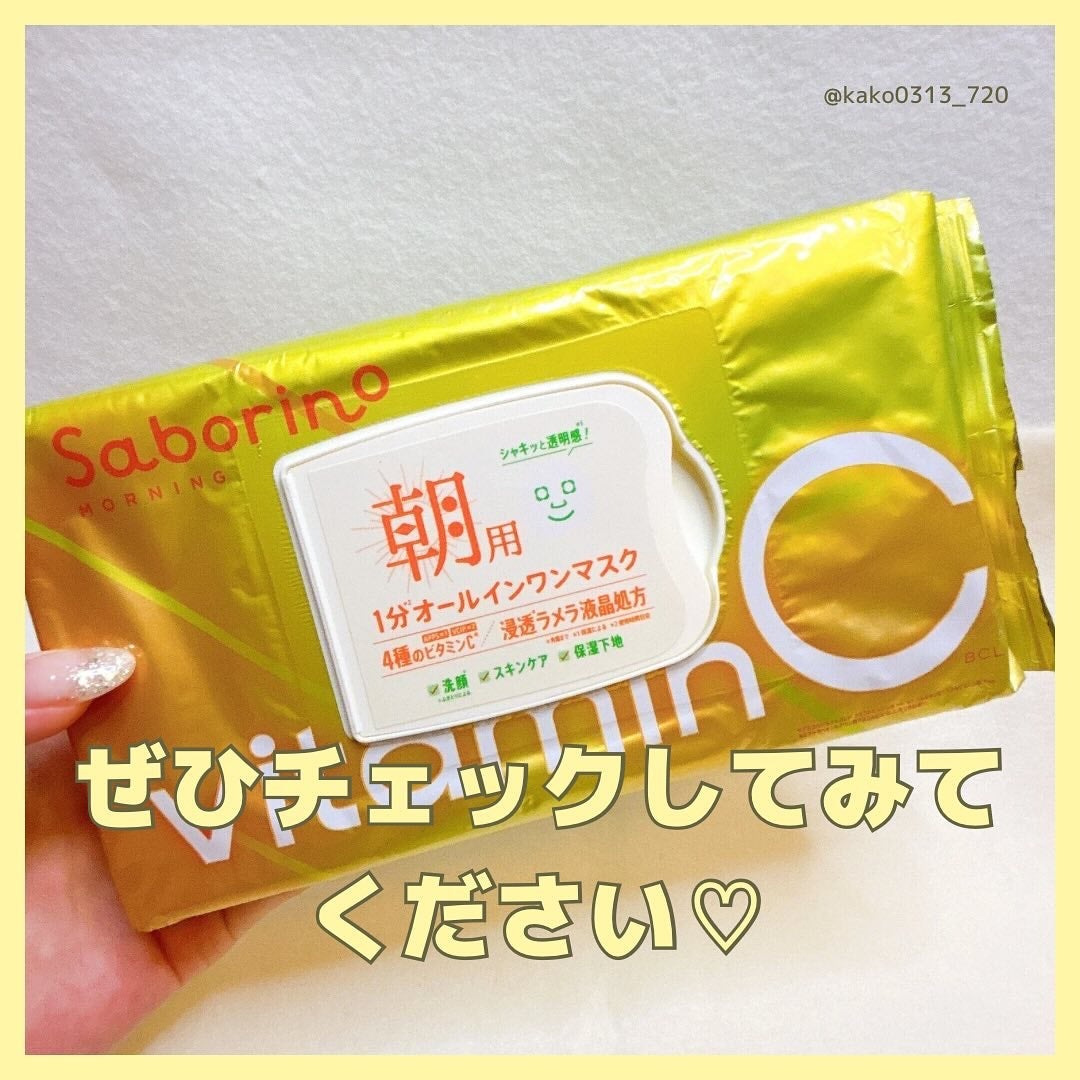 @kako0313_720
Saborino
MORNING
シャキッと透明感!
朝用
1分オールインワンマスク
APPS VCIP
4種のビタミンC 浸透ラメラ液晶処方
洗顔 スキンケア 保湿下地
vitamin C
BCL
ぜひチェックしてみて
ください♡